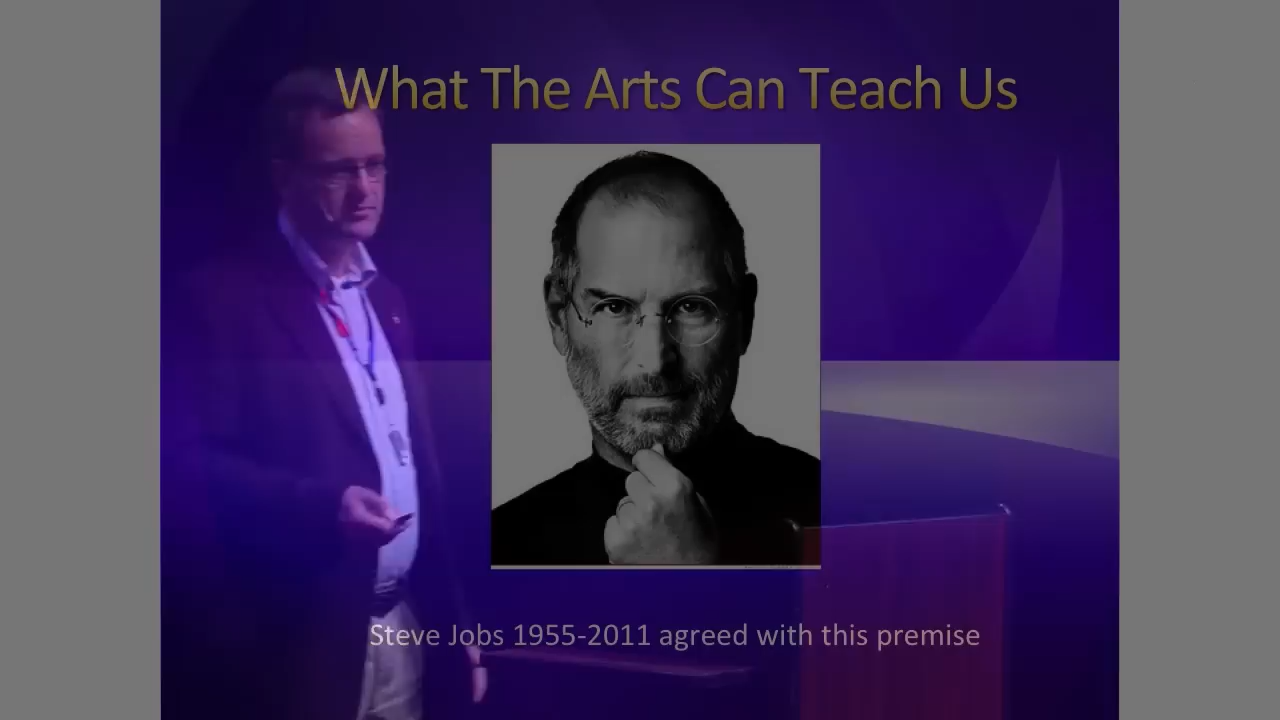 What The Arts Can Teach Us
Steve Jobs 1955-2011 agreed with this premise